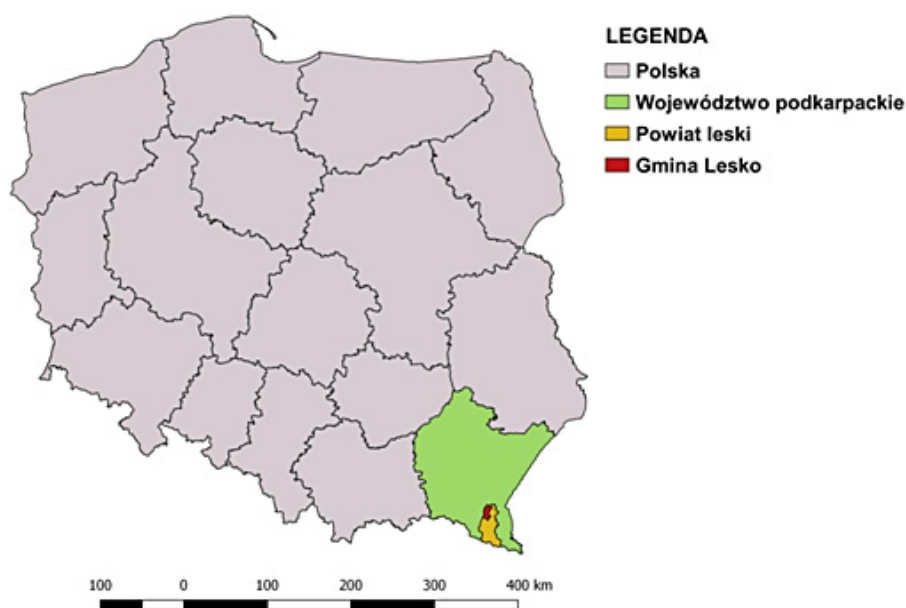 LEGENDA
Polska
Województwo podkarpackie
Powiat leski
Gmina Lesko
100 0 100 200 300 400 km